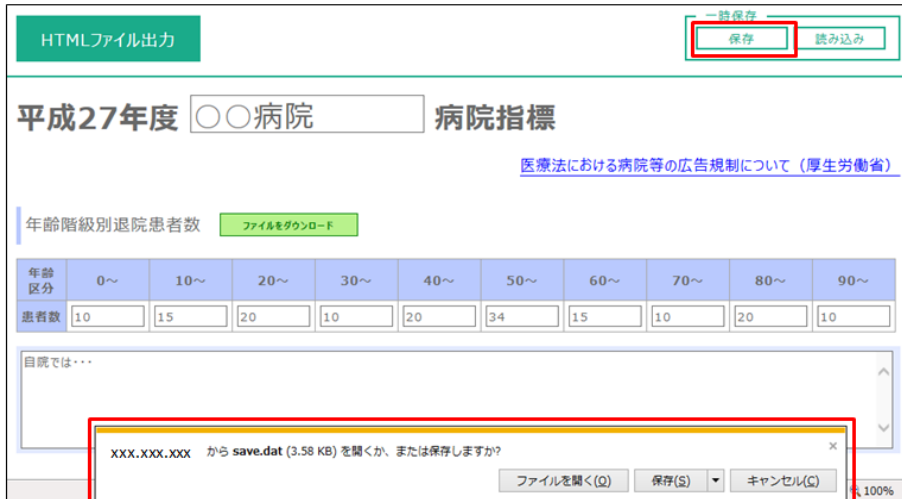 HTMLファイル出力
一時保存
保存 読み込み
平成27年度 〇〇病院 病院指標
医療法における病院等の広告規制について（厚生労働省）
年齢階級別退院患者数 ファイルをダウンロード
年齢区分 0～ 10～ 20～ 30～ 40～ 50～ 60～ 70～ 80～ 90～
患者数 10 15 20 10 20 34 15 10 20 10
自院では・・・
xxx.xxx.xxx から save.dat (3.58 KB) を開くか、または保存しますか?
×
ファイルを開く(O) 保存(S) ▼ キャンセル(C)
100%